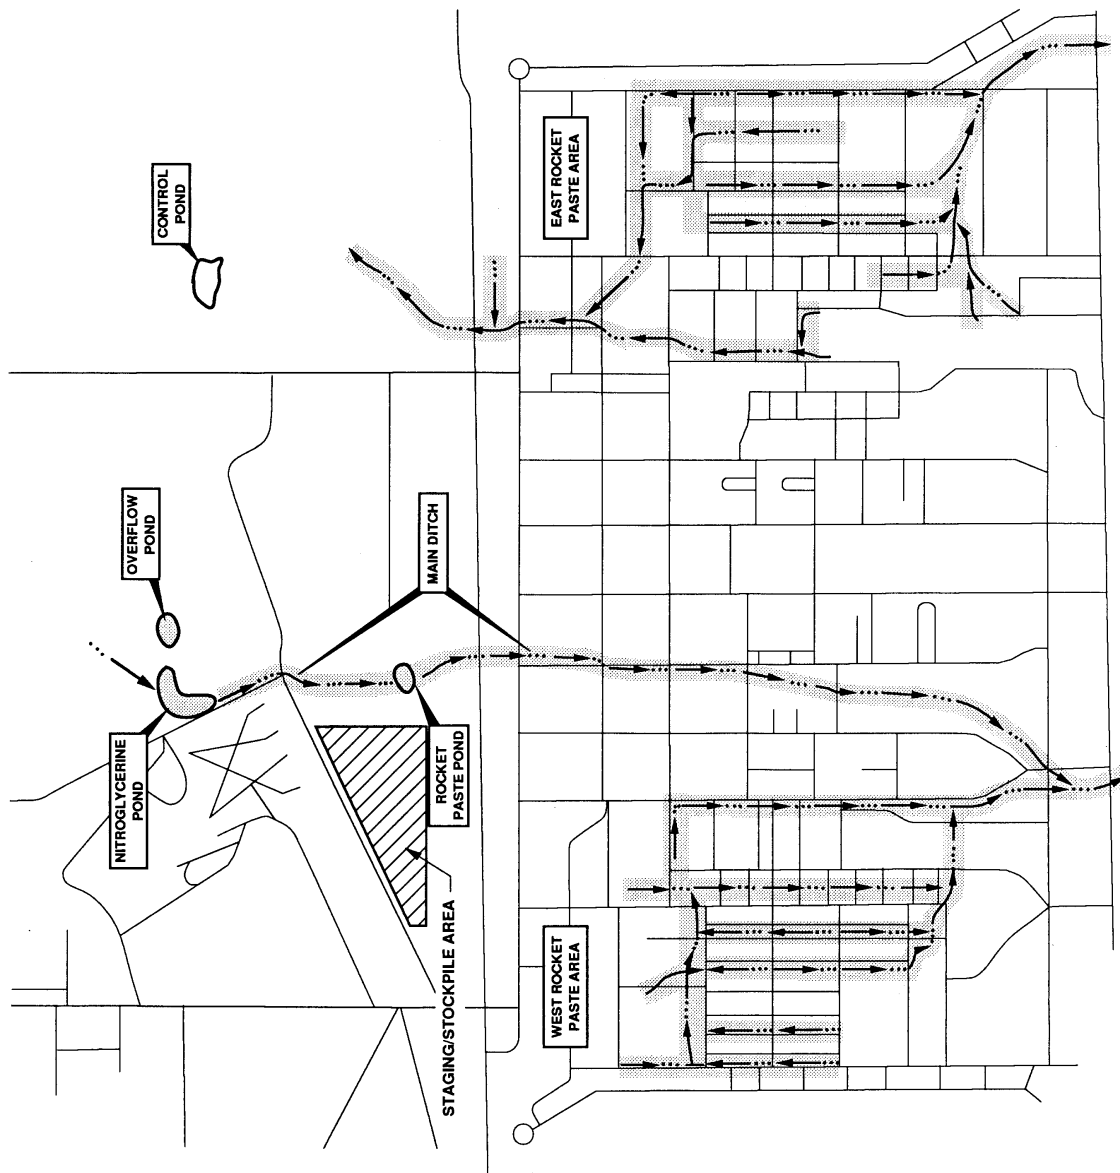 CONTROL
POND
EAST ROCKET
PASTE AREA
OVERFLOW
POND
MAIN DITCH
NITROGLYCERINE
POND
ROCKET
PASTE POND
STAGING/STOCKPILE AREA
WEST ROCKET
PASTE AREA